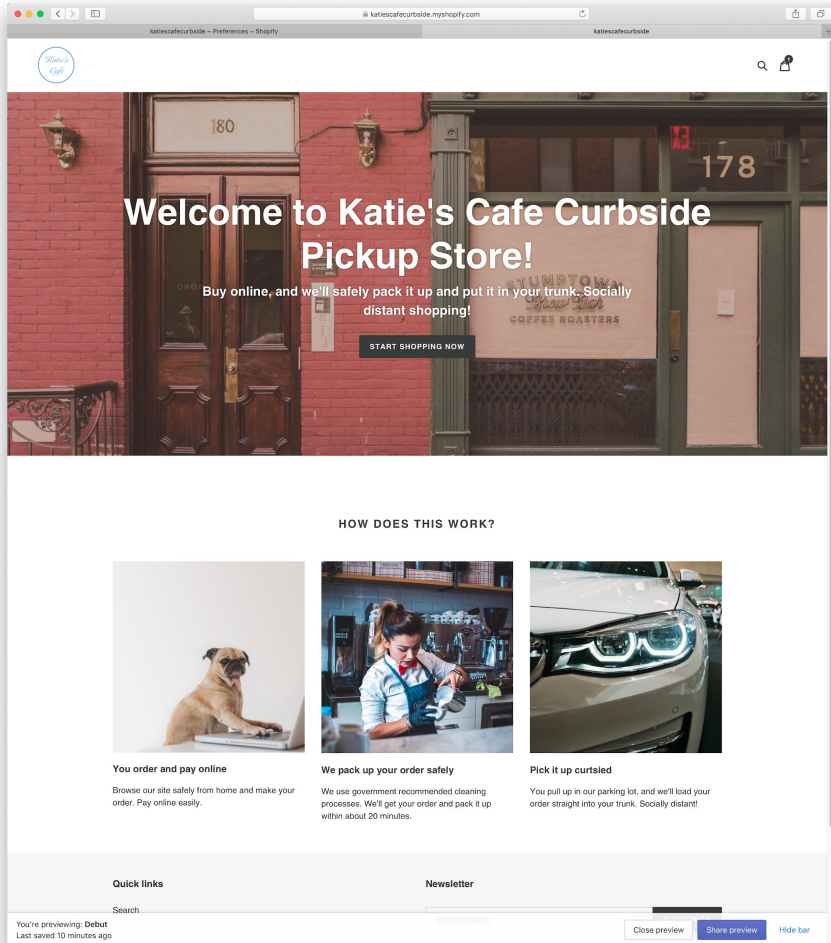 katiescafecurbside.myshopify.com
katiescafecurbside ~ Preferences ~ Shopify
katiescafecurbside
Katie's
Cafe
1
180
178
Welcome to Katie's Cafe Curbside
Pickup Store!
STUMPTOWN
Brew Bar
COFFEE ROASTERS
Buy online, and we'll safely pack it up and put it in your trunk. Socially
distant shopping!
START SHOPPING NOW
HOW DOES THIS WORK?
You order and pay online
Browse our site safely from home and make your
order. Pay online easily.
We pack up your order safely
We use government recommended cleaning
processes. We'll get your order and pack it up
within about 20 minutes.
Pick it up curtsied
You pull up in our parking lot, and we'll load your
order straight into your trunk. Socially distant!
Quick links
Search
Newsletter
Email address
You're previewing: Debut
Last saved 10 minutes ago
Close preview
Share preview
Hide bar